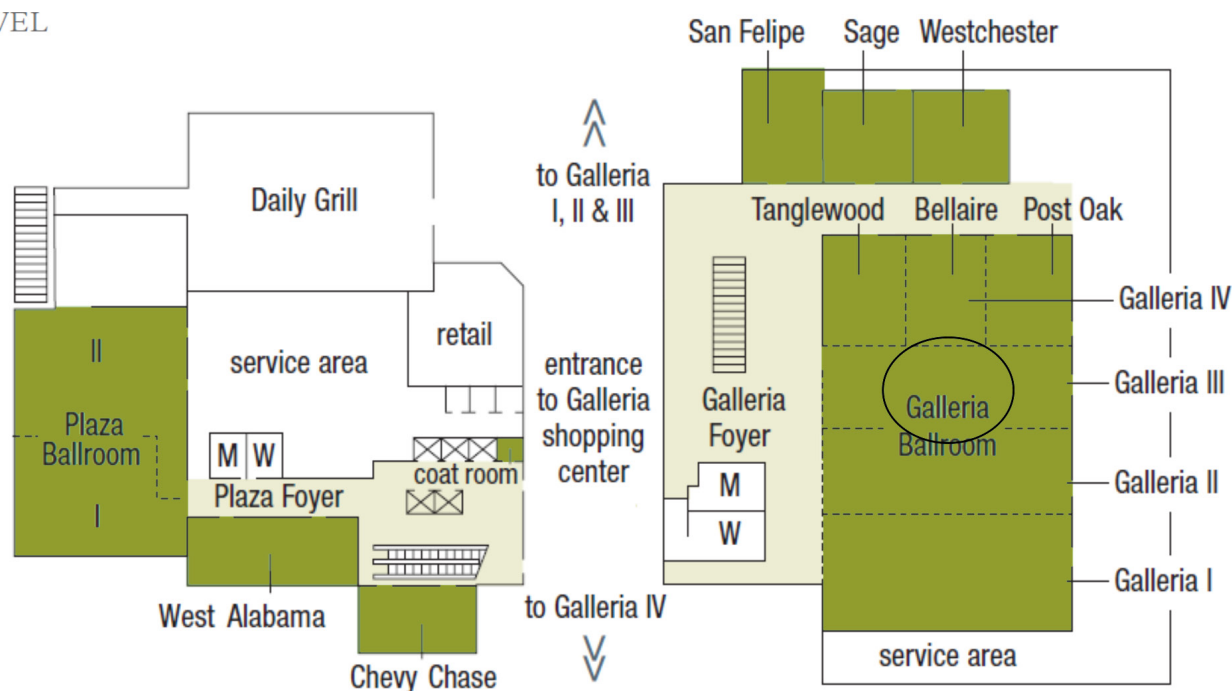 VEL
San Felipe
Sage
Westchester
Daily Grill
to Galleria
I, II & III
Tanglewood
Bellaire
Post Oak
Galleria IV
II
service area
retail
entrance
to Galleria
shopping
center
Galleria
Foyer
Galleria III
Galleria
Ballroom
Plaza
Ballroom
M W
coat room
Plaza Foyer
M
W
Galleria II
I
Galleria I
West Alabama
to Galleria IV
Chevy Chase
service area